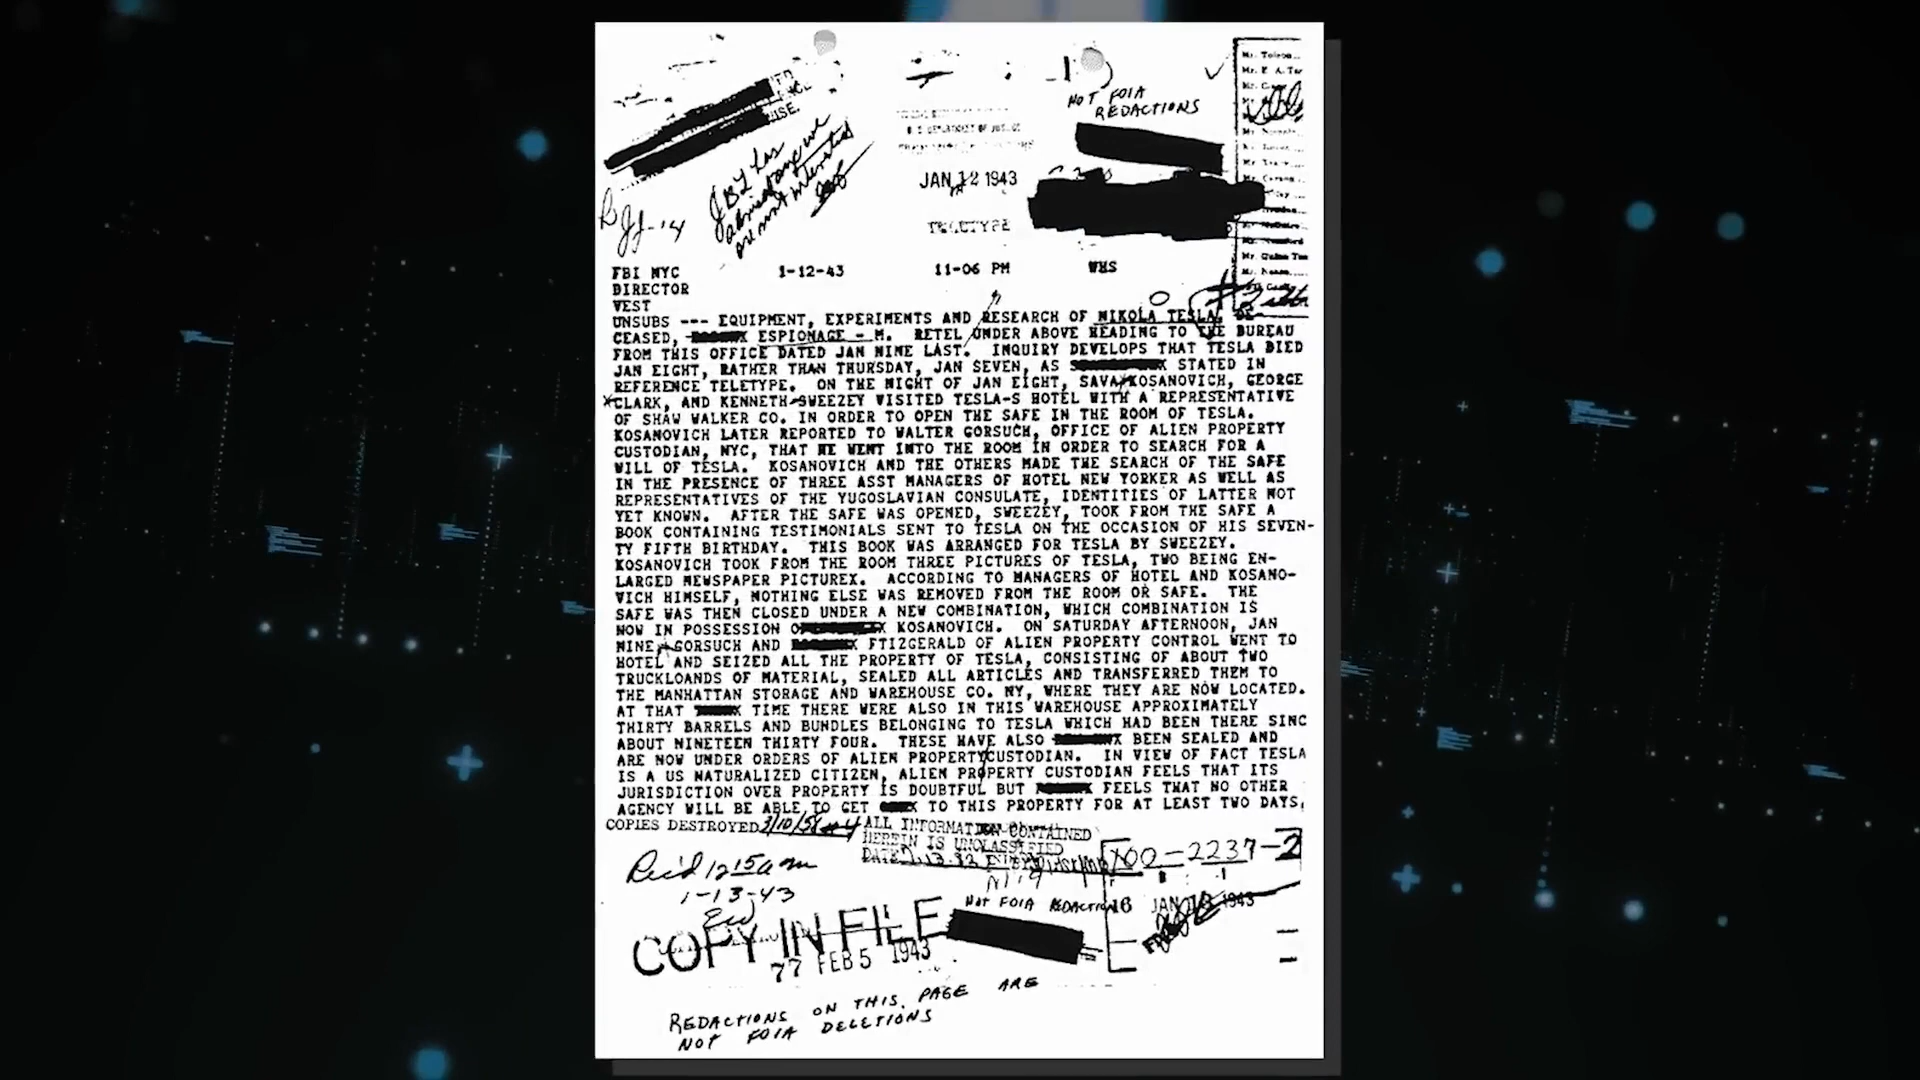 NOT FOIA
REDACTIONS
U S DEPARTMENT OF JUSTICE
JAN 12 1943
TELETYPE
FBI NYC 1-12-43 11-06 PM WHS
DIRECTOR
VEST
UNSUBS --- EQUIPMENT, EXPERIMENTS AND RESEARCH OF NIKOLA TESLA, DE-
CEASED, ESPIONAGE - M. RETEL UNDER ABOVE HEADING TO THE BUREAU
FROM THIS OFFICE DATED JAN NINE LAST. INQUIRY DEVELOPS THAT TESLA DIED
JAN EIGHT, RATHER THAN THURSDAY, JAN SEVEN, AS STATED IN
REFERENCE TELETYPE. ON THE NIGHT OF JAN EIGHT, SAVA KOSANOVICH, GEORGE
CLARK, AND KENNETH SWEEZEY VISITED TESLA-S HOTEL WITH A REPRESENTATIVE
OF SHAW WALKER CO. IN ORDER TO OPEN THE SAFE IN THE ROOM OF TESLA.
KOSANOVICH LATER REPORTED TO WALTER GORSUCH, OFFICE OF ALIEN PROPERTY
CUSTODIAN, NYC, THAT HE WENT INTO THE ROOM IN ORDER TO SEARCH FOR A
WILL OF TESLA. KOSANOVICH AND THE OTHERS MADE THE SEARCH OF THE SAFE
IN THE PRESENCE OF THREE ASST MANAGERS OF HOTEL NEW YORKER AS WELL AS
REPRESENTATIVES OF THE YUGOSLAVIAN CONSULATE, IDENTITIES OF LATTER NOT
YET KNOWN. AFTER THE SAFE WAS OPENED, SWEEZEY, TOOK FROM THE SAFE A
BOOK CONTAINING TESTIMONIALS SENT TO TESLA ON THE OCCASION OF HIS SEVEN-
TY FIFTH BIRTHDAY. THIS BOOK WAS ARRANGED FOR TESLA BY SWEEZEY.
KOSANOVICH TOOK FROM THE ROOM THREE PICTURES OF TESLA, TWO BEING EN-
LARGED NEWSPAPER PICTUREX. ACCORDING TO MANAGERS OF HOTEL AND KOSANO-
VICH HIMSELF, NOTHING ELSE WAS REMOVED FROM THE ROOM OR SAFE. THE
SAFE WAS THEN CLOSED UNDER A NEW COMBINATION, WHICH COMBINATION IS
NOW IN POSSESSION O KOSANOVICH. ON SATURDAY AFTERNOON, JAN
NINE, GORSUCH AND FTIZGERALD OF ALIEN PROPERTY CONTROL WENT TO
HOTEL AND SEIZED ALL THE PROPERTY OF TESLA, CONSISTING OF ABOUT TWO
TRUCKLOANDS OF MATERIAL, SEALED ALL ARTICLES AND TRANSFERRED THEM TO
THE MANHATTAN STORAGE AND WAREHOUSE CO. NY, WHERE THEY ARE NOW LOCATED.
AT THAT TIME THERE WERE ALSO IN THIS WAREHOUSE APPROXIMATELY
THIRTY BARRELS AND BUNDLES BELONGING TO TESLA WHICH HAD BEEN THERE SINC
ABOUT NINETEEN THIRTY FOUR. THESE HAVE ALSO BEEN SEALED AND
ARE NOW UNDER ORDERS OF ALIEN PROPERTY CUSTODIAN. IN VIEW OF FACT TESLA
IS A US NATURALIZED CITIZEN, ALIEN PROPERTY CUSTODIAN FEELS THAT ITS
JURISDICTION OVER PROPERTY IS DOUBTFUL BUT FEELS THAT NO OTHER
AGENCY WILL BE ABLE TO GET TO THIS PROPERTY FOR AT LEAST TWO DAYS.
COPIES DESTROYED 3/10/58
ALL INFORMATION CONTAINED
HEREIN IS UNCLASSIFIED
DATE
100-2237-2
Rec'd 12 15 a m
1-13-43
NOT FOIA REDACTION
16 JAN 1943
COPY IN FILE
77 FEB 5 1943
REDACTIONS ON THIS PAGE ARE
NOT FOIA DELETIONS